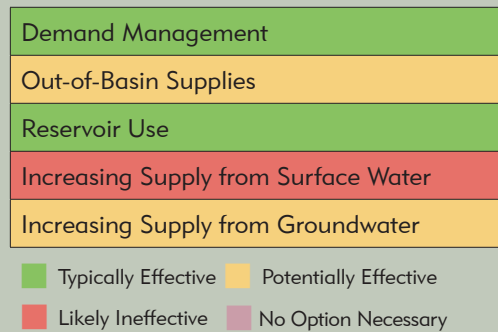 Demand Management
Out-of-Basin Supplies
Reservoir Use
Increasing Supply from Surface Water
Increasing Supply from Groundwater
Typically Effective Potentially Effective
Likely Ineffective No Option Necessary